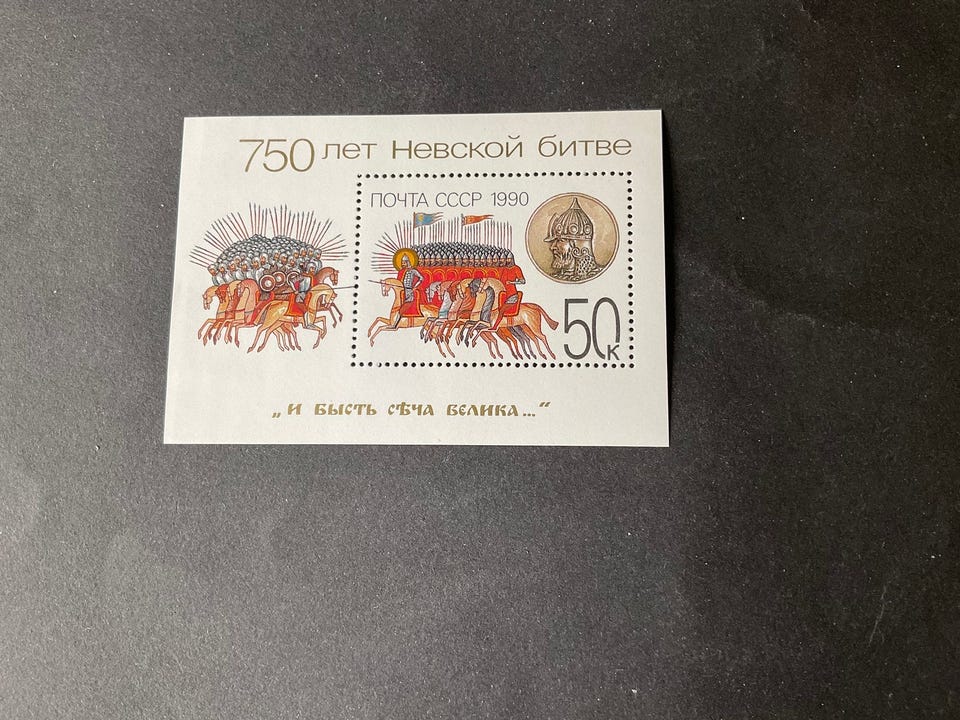 750 лет Невской битве
ПОЧТА СССР 1990
50к
„И БЫСТЬ СѢЧА ВЕЛИКА..."